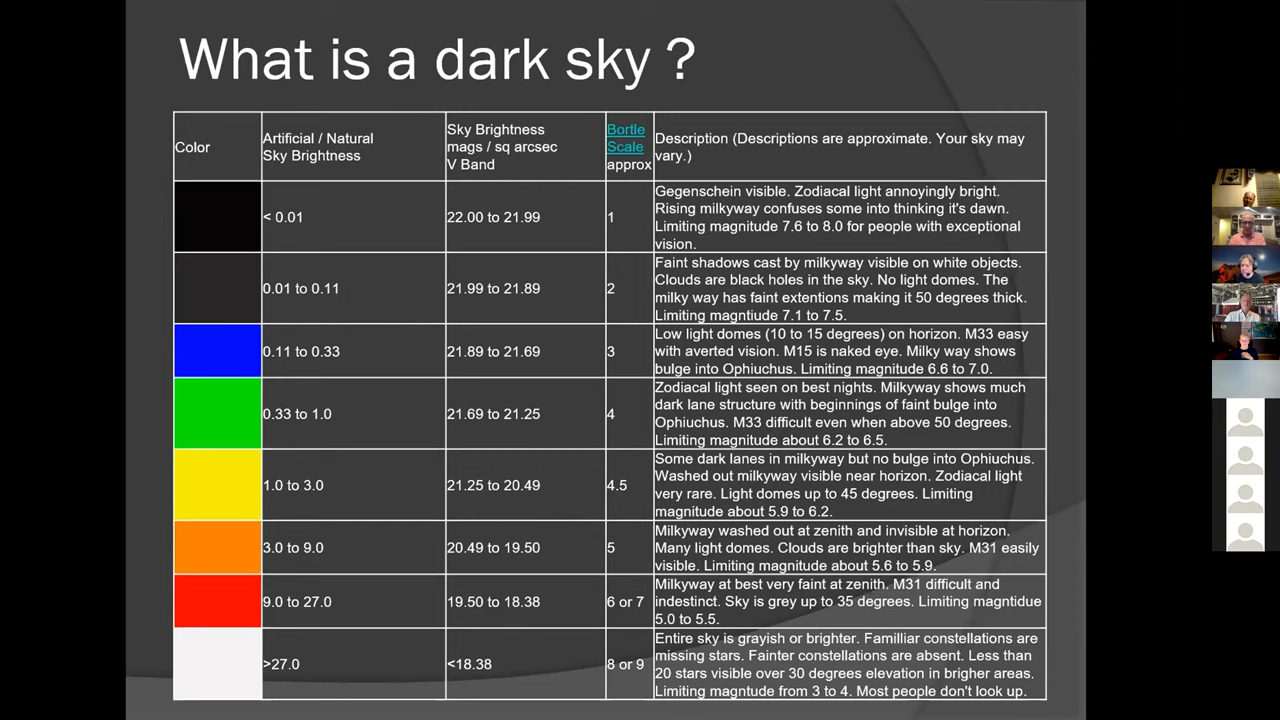 What is a dark sky ?
Color
Artificial / Natural
Sky Brightness
Sky Brightness
mags / sq arcsec
V Band
Bortle
Scale
approx
Description (Descriptions are approximate. Your sky may
vary.)
< 0.01
22.00 to 21.99
1
Gegenschein visible. Zodiacal light annoyingly bright.
Rising milkyway confuses some into thinking it's dawn.
Limiting magnitude 7.6 to 8.0 for people with exceptional
vision.
0.01 to 0.11
21.99 to 21.89
2
Faint shadows cast by milkyway visible on white objects.
Clouds are black holes in the sky. No light domes. The
milky way has faint extentions making it 50 degrees thick.
Limiting magntiude 7.1 to 7.5.
0.11 to 0.33
21.89 to 21.69
3
Low light domes (10 to 15 degrees) on horizon. M33 easy
with averted vision. M15 is naked eye. Milky way shows
bulge into Ophiuchus. Limiting magnitude 6.6 to 7.0.
0.33 to 1.0
21.69 to 21.25
4
Zodiacal light seen on best nights. Milkyway shows much
dark lane structure with beginnings of faint bulge into
Ophiuchus. M33 difficult even when above 50 degrees.
Limiting magnitude about 6.2 to 6.5.
1.0 to 3.0
21.25 to 20.49
4.5
Some dark lanes in milkyway but no bulge into Ophiuchus.
Washed out milkyway visible near horizon. Zodiacal light
very rare. Light domes up to 45 degrees. Limiting
magnitude about 5.9 to 6.2.
3.0 to 9.0
20.49 to 19.50
5
Milkyway washed out at zenith and invisible at horizon.
Many light domes. Clouds are brighter than sky. M31 easily
visible. Limiting magnitude about 5.6 to 5.9.
9.0 to 27.0
19.50 to 18.38
6 or 7
Milkyway at best very faint at zenith. M31 difficult and
indestinct. Sky is grey up to 35 degrees. Limiting magntidue
5.0 to 5.5.
>27.0
<18.38
8 or 9
Entire sky is grayish or brighter. Familliar constellations are
missing stars. Fainter constellations are absent. Less than
20 stars visible over 30 degrees elevation in brigher areas.
Limiting magntude from 3 to 4. Most people don't look up.